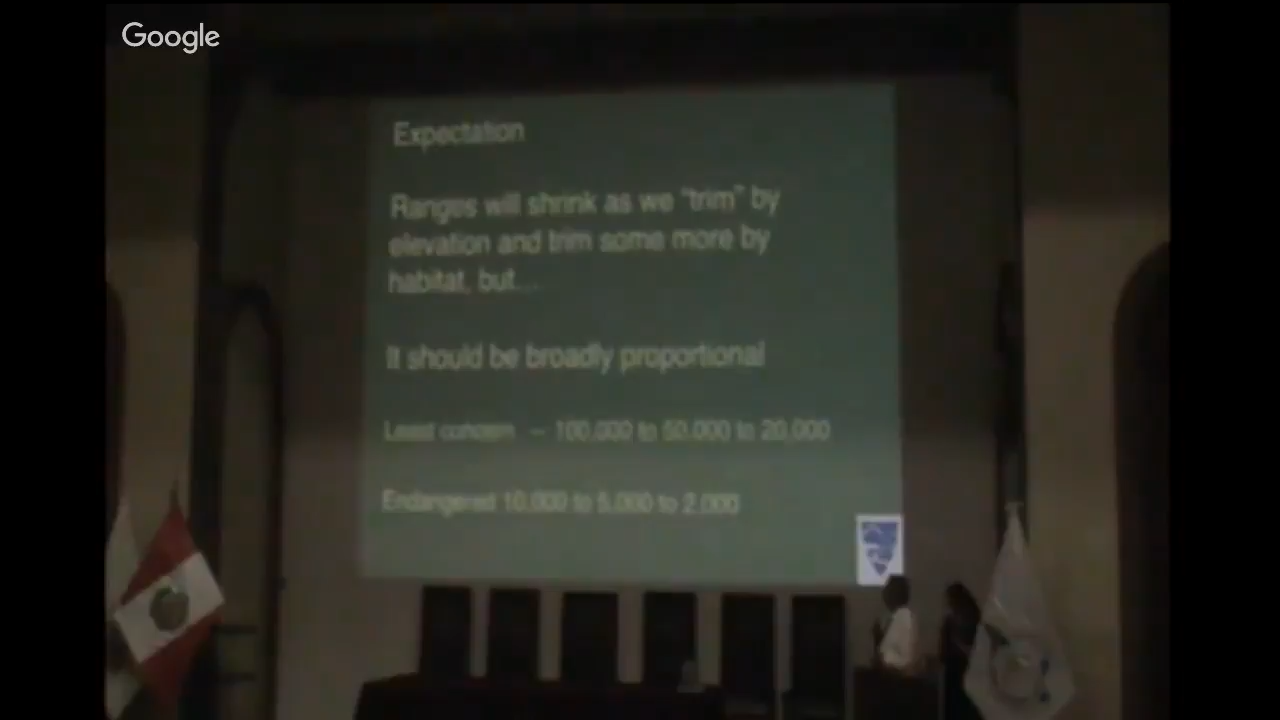 Google
Expectation
Ranges will shrink as we "trim" by
elevation and trim some more by
habitat, but...
It should be broadly proportional
Least concern – 100,000 to 50,000 to 20,000
Endangered 10,000 to 5,000 to 2,000